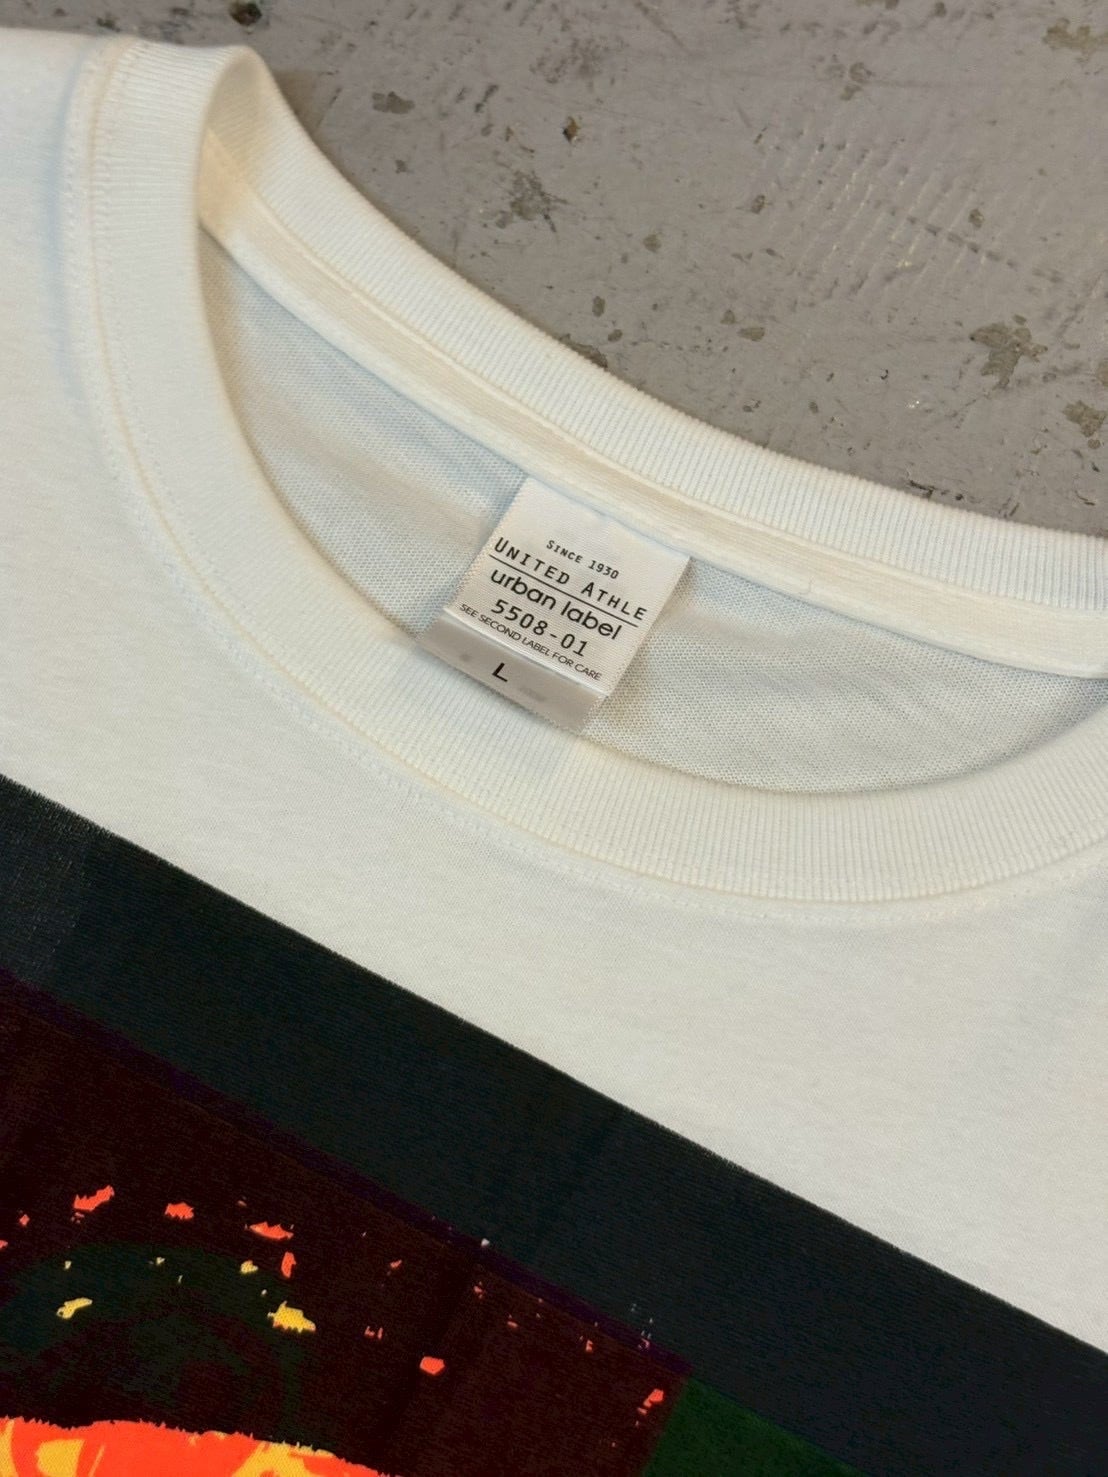 SINCE 1930
UNITED ATHLE
urban label
5508-01
SEE SECOND LABEL FOR CARE
L